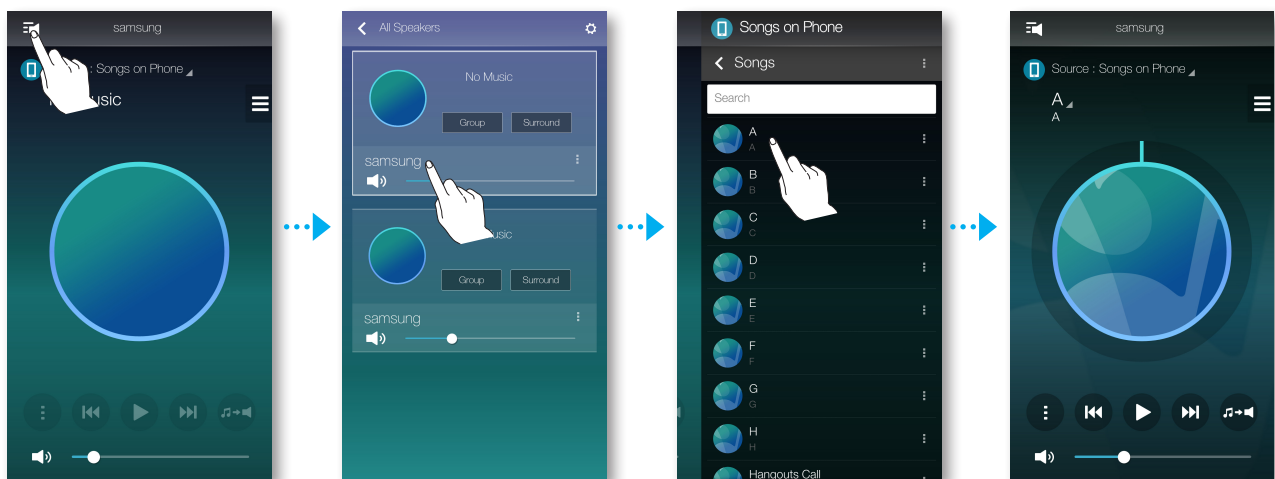 samsung
: Songs on Phone
usic
All Speakers
No Music
Group Surround
samsung
usic
Group Surround
samsung
Songs on Phone
Songs
Search
A
A
B
B
C
C
D
D
E
E
F
F
G
G
H
H
Hangouts Call
samsung
Source : Songs on Phone
A
A